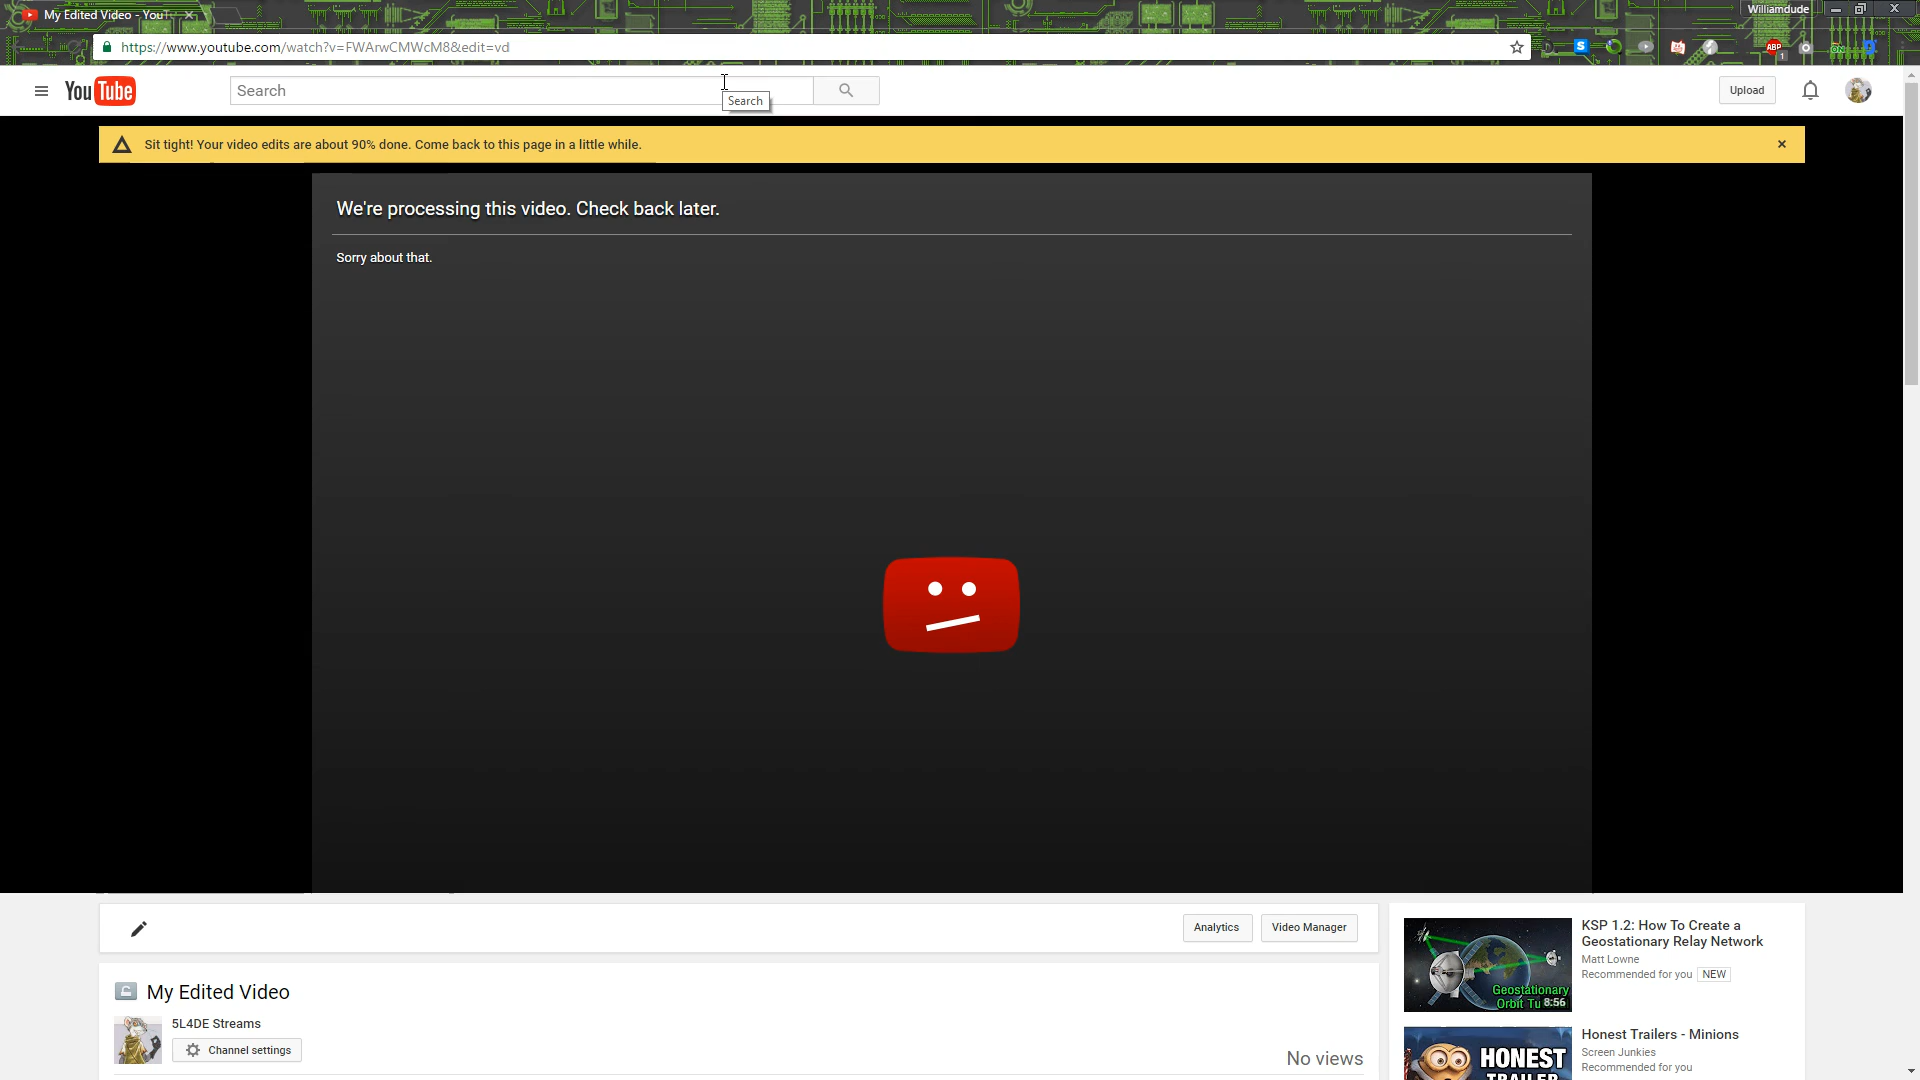 My Edited Video - YouT
Williamdude
https://www.youtube.com/watch?v=FWArwCMWcM8&edit=vd
S
ABP
1
ON
YouTube
Search
Search
Upload
Sit tight! Your video edits are about 90% done. Come back to this page in a little while.
We're processing this video. Check back later.
Sorry about that.
Analytics
Video Manager
My Edited Video
5L4DE Streams
Channel settings
No views
Geostationary
Orbit Tu
8:56
KSP 1.2: How To Create a
Geostationary Relay Network
Matt Lowne
Recommended for you NEW
HONEST
TRAILER
Honest Trailers - Minions
Screen Junkies
Recommended for you